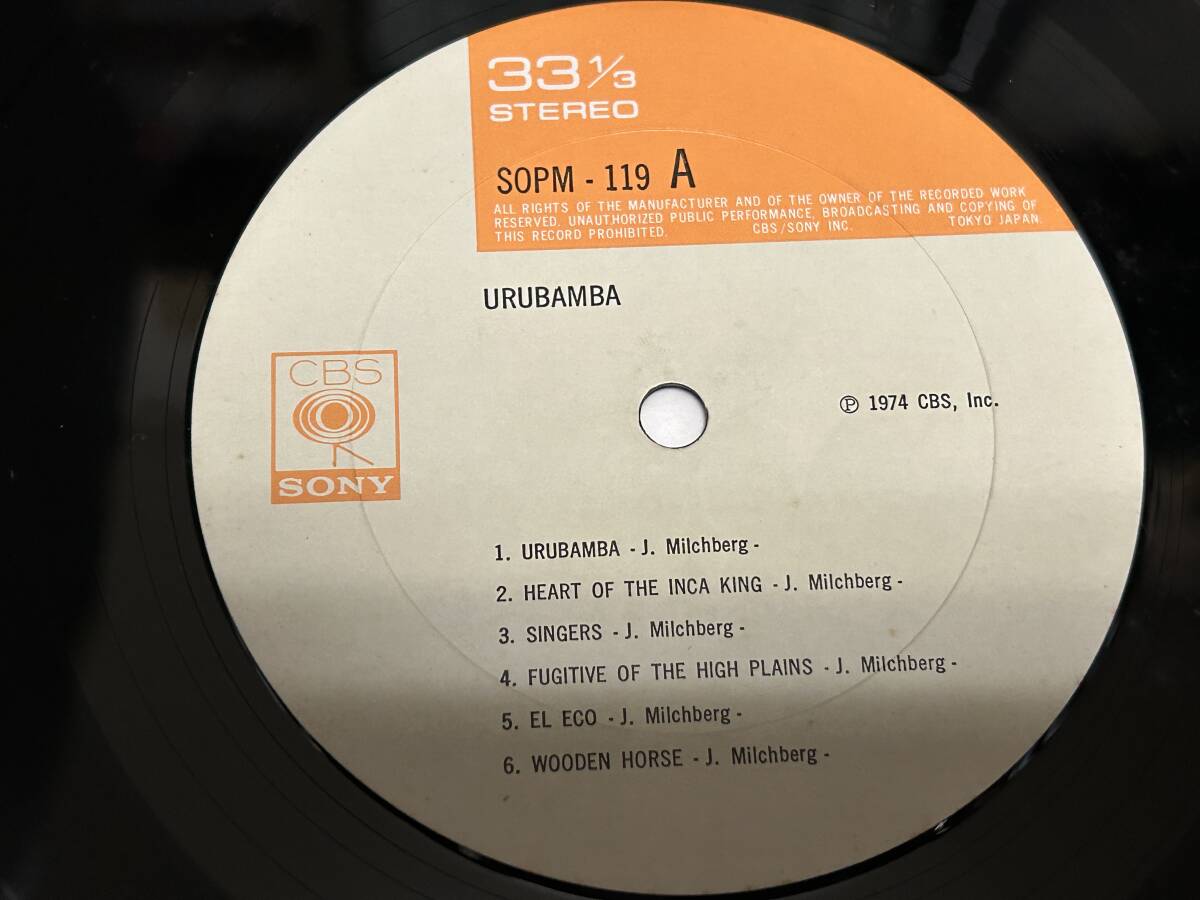 33 1/3
STEREO
SOPM - 119 A
ALL RIGHTS OF THE MANUFACTURER AND OF THE OWNER OF THE RECORDED WORK
RESERVED. UNAUTHORIZED PUBLIC PERFORMANCE, BROADCASTING AND COPYING OF
THIS RECORD PROHIBITED. CBS/SONY INC. TOKYO JAPAN.
URUBAMBA
CBS
SONY
℗ 1974 CBS, Inc.
1. URUBAMBA - J. Milchberg -
2. HEART OF THE INCA KING - J. Milchberg -
3. SINGERS - J. Milchberg -
4. FUGITIVE OF THE HIGH PLAINS - J. Milchberg -
5. EL ECO - J. Milchberg -
6. WOODEN HORSE - J. Milchberg -